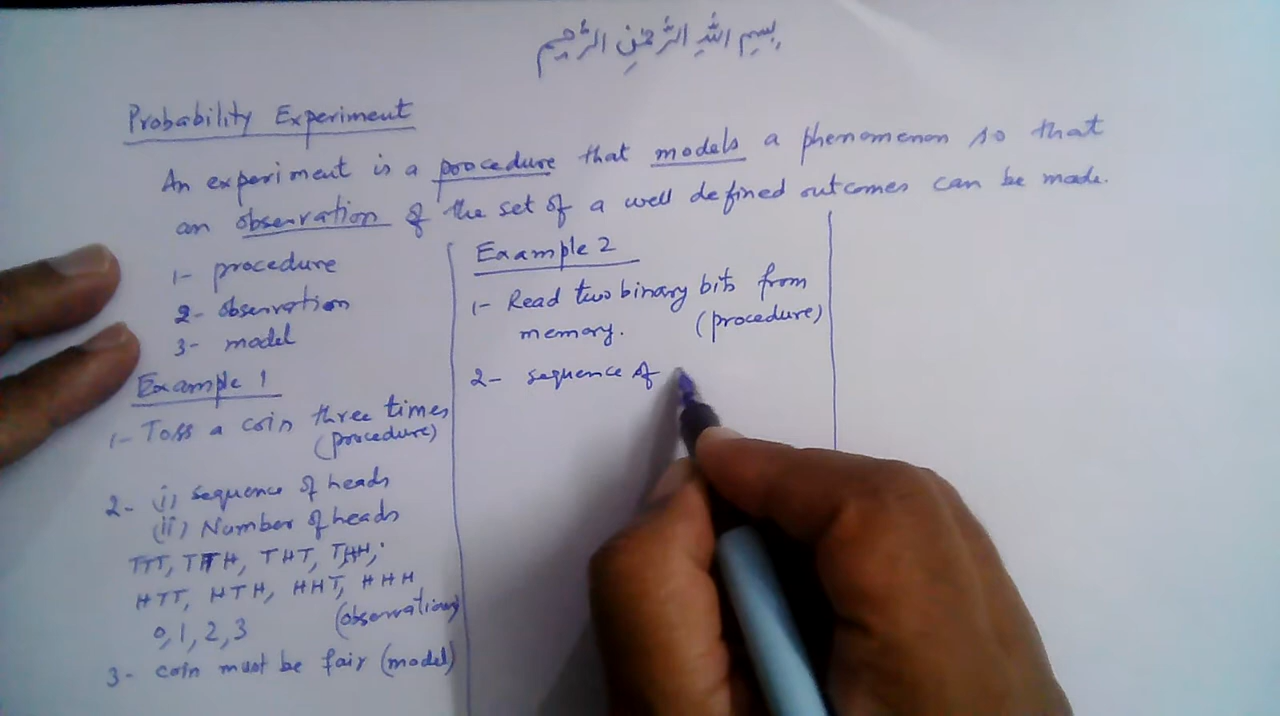 بِسْمِ اللهِ الرَّحْمٰنِ الرَّحِيْم
Probability Experiment
An experiment is a procedure that models a phenomenon so that
an observation of the set of a well defined outcomes can be made.
1- procedure
2- observation
3- model
Example 1
1- Toss a coin three times
(procedure)
2- (i) Sequence of heads
(ii) Number of heads
TTT, TTH, THT, THH,
HTT, HTH, HHT, HHH
(observation)
0, 1, 2, 3
3- coin must be fair (model)
Example 2
1- Read two binary bits from
memory. (procedure)
2- sequence of